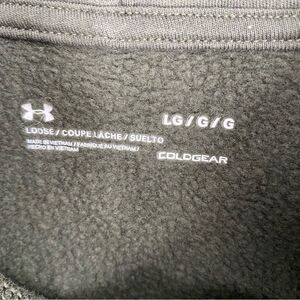 LG / G / G
LOOSE / COUPE LÂCHE / SUELTO
MADE IN VIETNAM / FABRIQUÉ AU VIETNAM /
HECHO EN VIETNAM
COLDGEAR